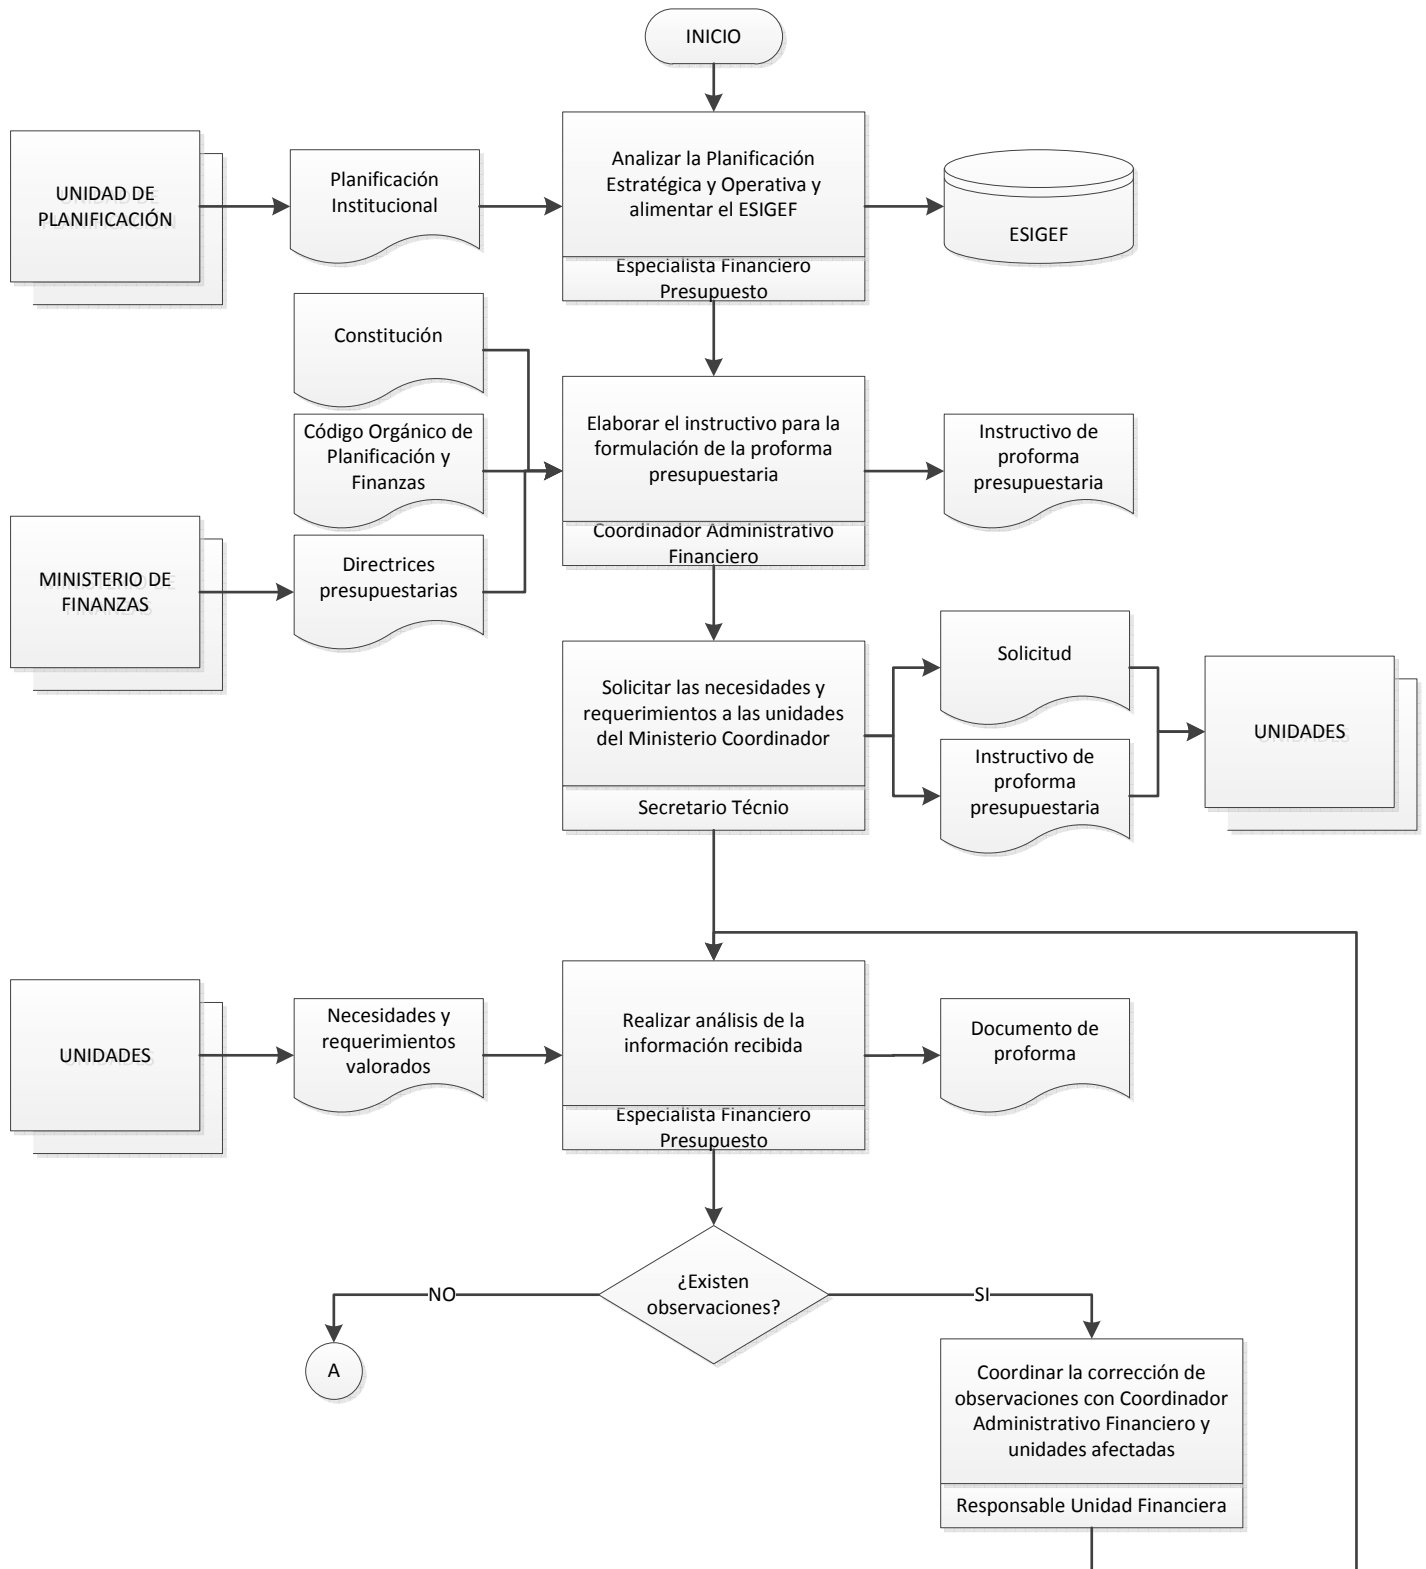 INICIO
UNIDAD DE
PLANIFICACIÓN
Planificación
Institucional
Analizar la Planificación
Estratégica y Operativa y
alimentar el ESIGEF
Especialista Financiero
Presupuesto
ESIGEF
Constitución
Código Orgánico de
Planificación y
Finanzas
Elaborar el instructivo para la
formulación de la proforma
presupuestaria
Coordinador Administrativo
Financiero
Instructivo de
proforma
presupuestaria
MINISTERIO DE
FINANZAS
Directrices
presupuestarias
Solicitar las necesidades y
requerimientos a las unidades
del Ministerio Coordinador
Secretario Técnio
Solicitud
Instructivo de
proforma
presupuestaria
UNIDADES
UNIDADES
Necesidades y
requerimientos
valorados
Realizar análisis de la
información recibida
Especialista Financiero
Presupuesto
Documento de
proforma
¿Existen
observaciones?
NO
SI
A
Coordinar la corrección de
observaciones con Coordinador
Administrativo Financiero y
unidades afectadas
Responsable Unidad Financiera